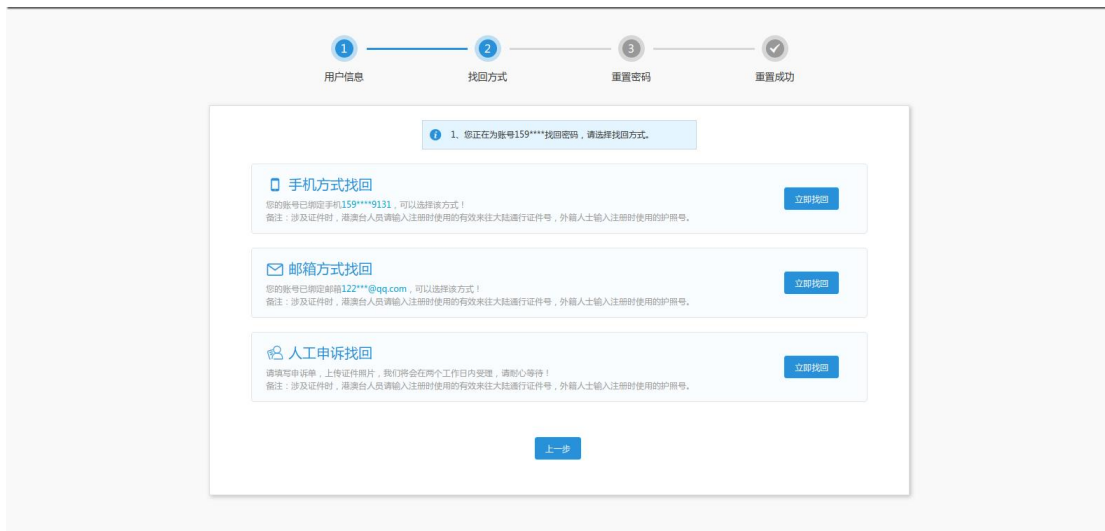 1
2
3
用户信息
找回方式
重置密码
重置成功
1、您正在为账号159****找回密码，请选择找回方式。
手机方式找回
您的账号已绑定手机159****9131，可以选择该方式！
备注：涉及证件时，港澳台人员请输入注册时使用的有效来往大陆通行证件号，外籍人士输入注册时使用的护照号。
立即找回
邮箱方式找回
您的账号已绑定邮箱122***@qq.com，可以选择该方式！
备注：涉及证件时，港澳台人员请输入注册时使用的有效来往大陆通行证件号，外籍人士输入注册时使用的护照号。
立即找回
人工申诉找回
请填写申诉单，上传证件照片，我们将会在两个工作日内受理，请耐心等待！
备注：涉及证件时，港澳台人员请输入注册时使用的有效来往大陆通行证件号，外籍人士输入注册时使用的护照号。
立即找回
上一步